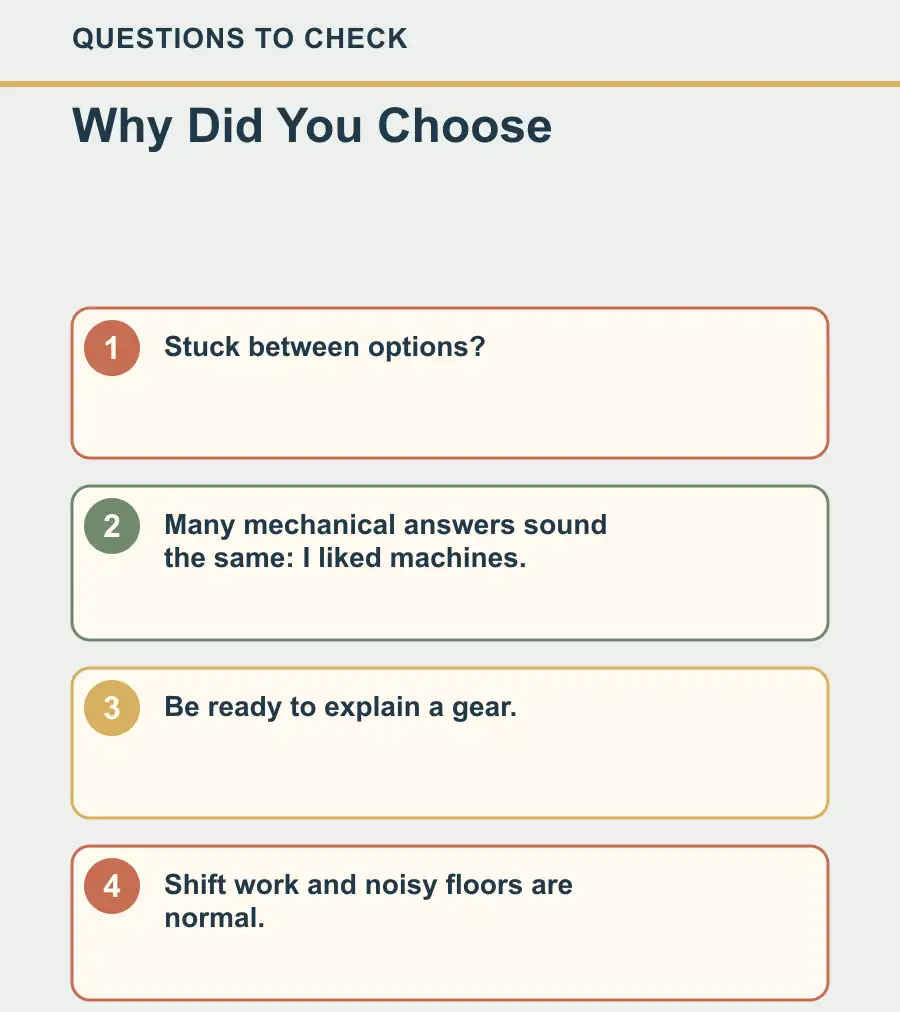 QUESTIONS TO CHECK
Why Did You Choose
1 Stuck between options?
2 Many mechanical answers sound
the same: I liked machines.
3 Be ready to explain a gear.
4 Shift work and noisy floors are
normal.